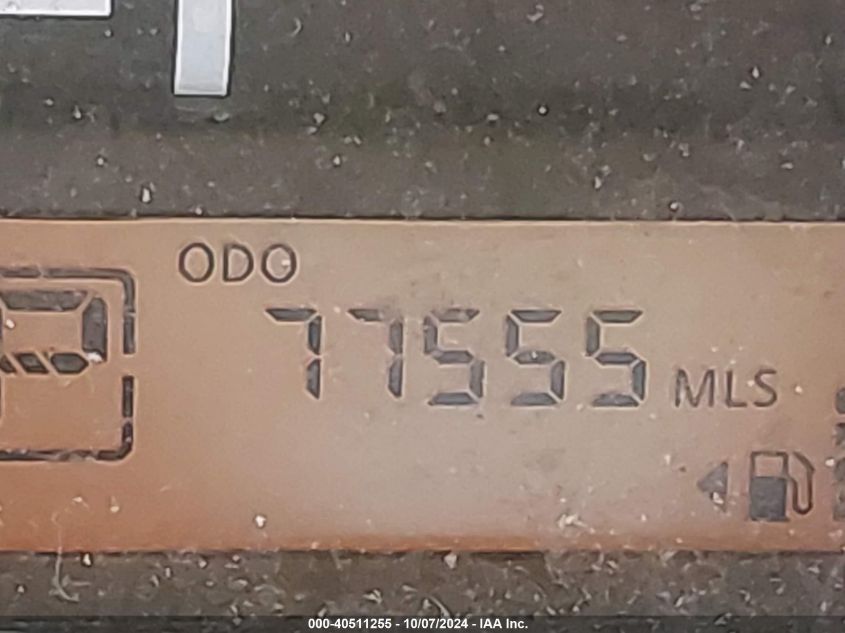 ODO
P
77555 MLS
000-40511255 - 10/07/2024 - IAA Inc.